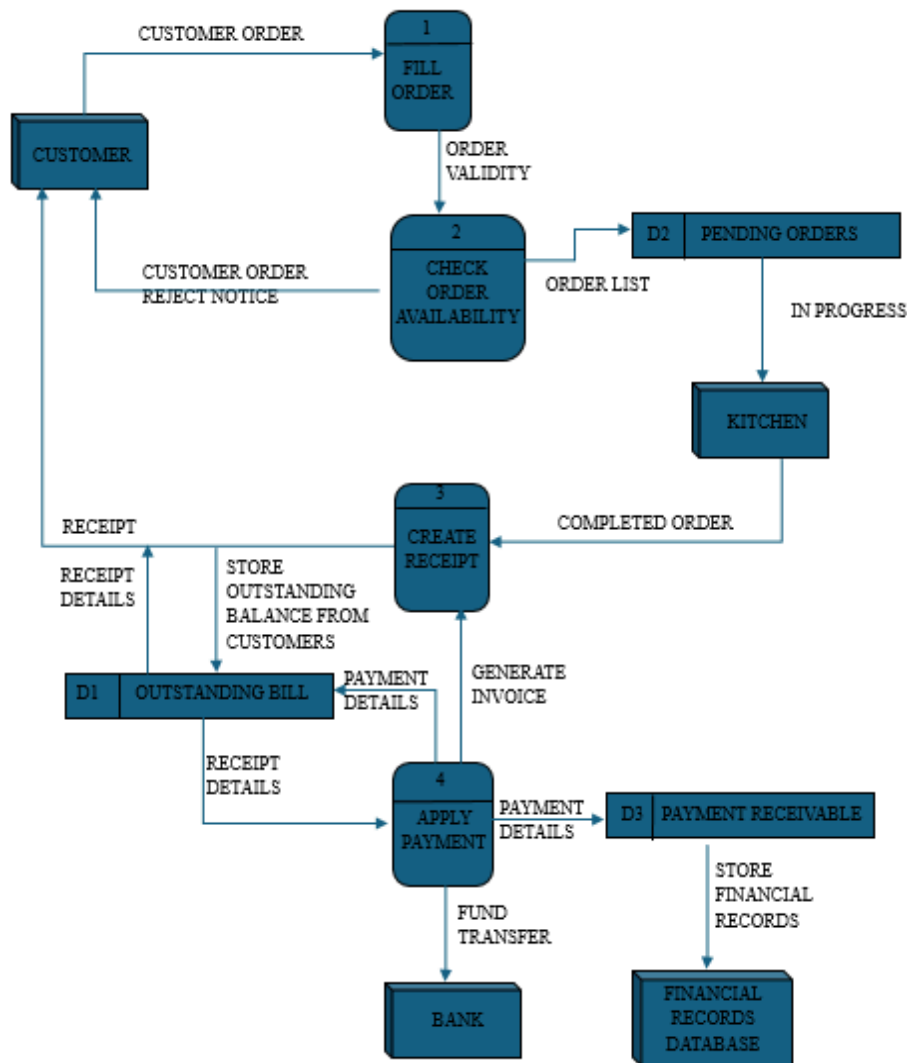 CUSTOMER ORDER
1
FILL
ORDER
CUSTOMER
ORDER
VALIDITY
2
CHECK
ORDER
AVAILABILITY
D2
PENDING ORDERS
CUSTOMER ORDER
REJECT NOTICE
ORDER LIST
IN PROGRESS
KITCHEN
3
CREATE
RECEIPT
COMPLETED ORDER
RECEIPT
RECEIPT
DETAILS
STORE
OUTSTANDING
BALANCE FROM
CUSTOMERS
D1
OUTSTANDING BILL
PAYMENT
DETAILS
GENERATE
INVOICE
RECEIPT
DETAILS
4
APPLY
PAYMENT
PAYMENT
DETAILS
D3
PAYMENT RECEIVABLE
STORE
FINANCIAL
RECORDS
FUND
TRANSFER
BANK
FINANCIAL
RECORDS
DATABASE